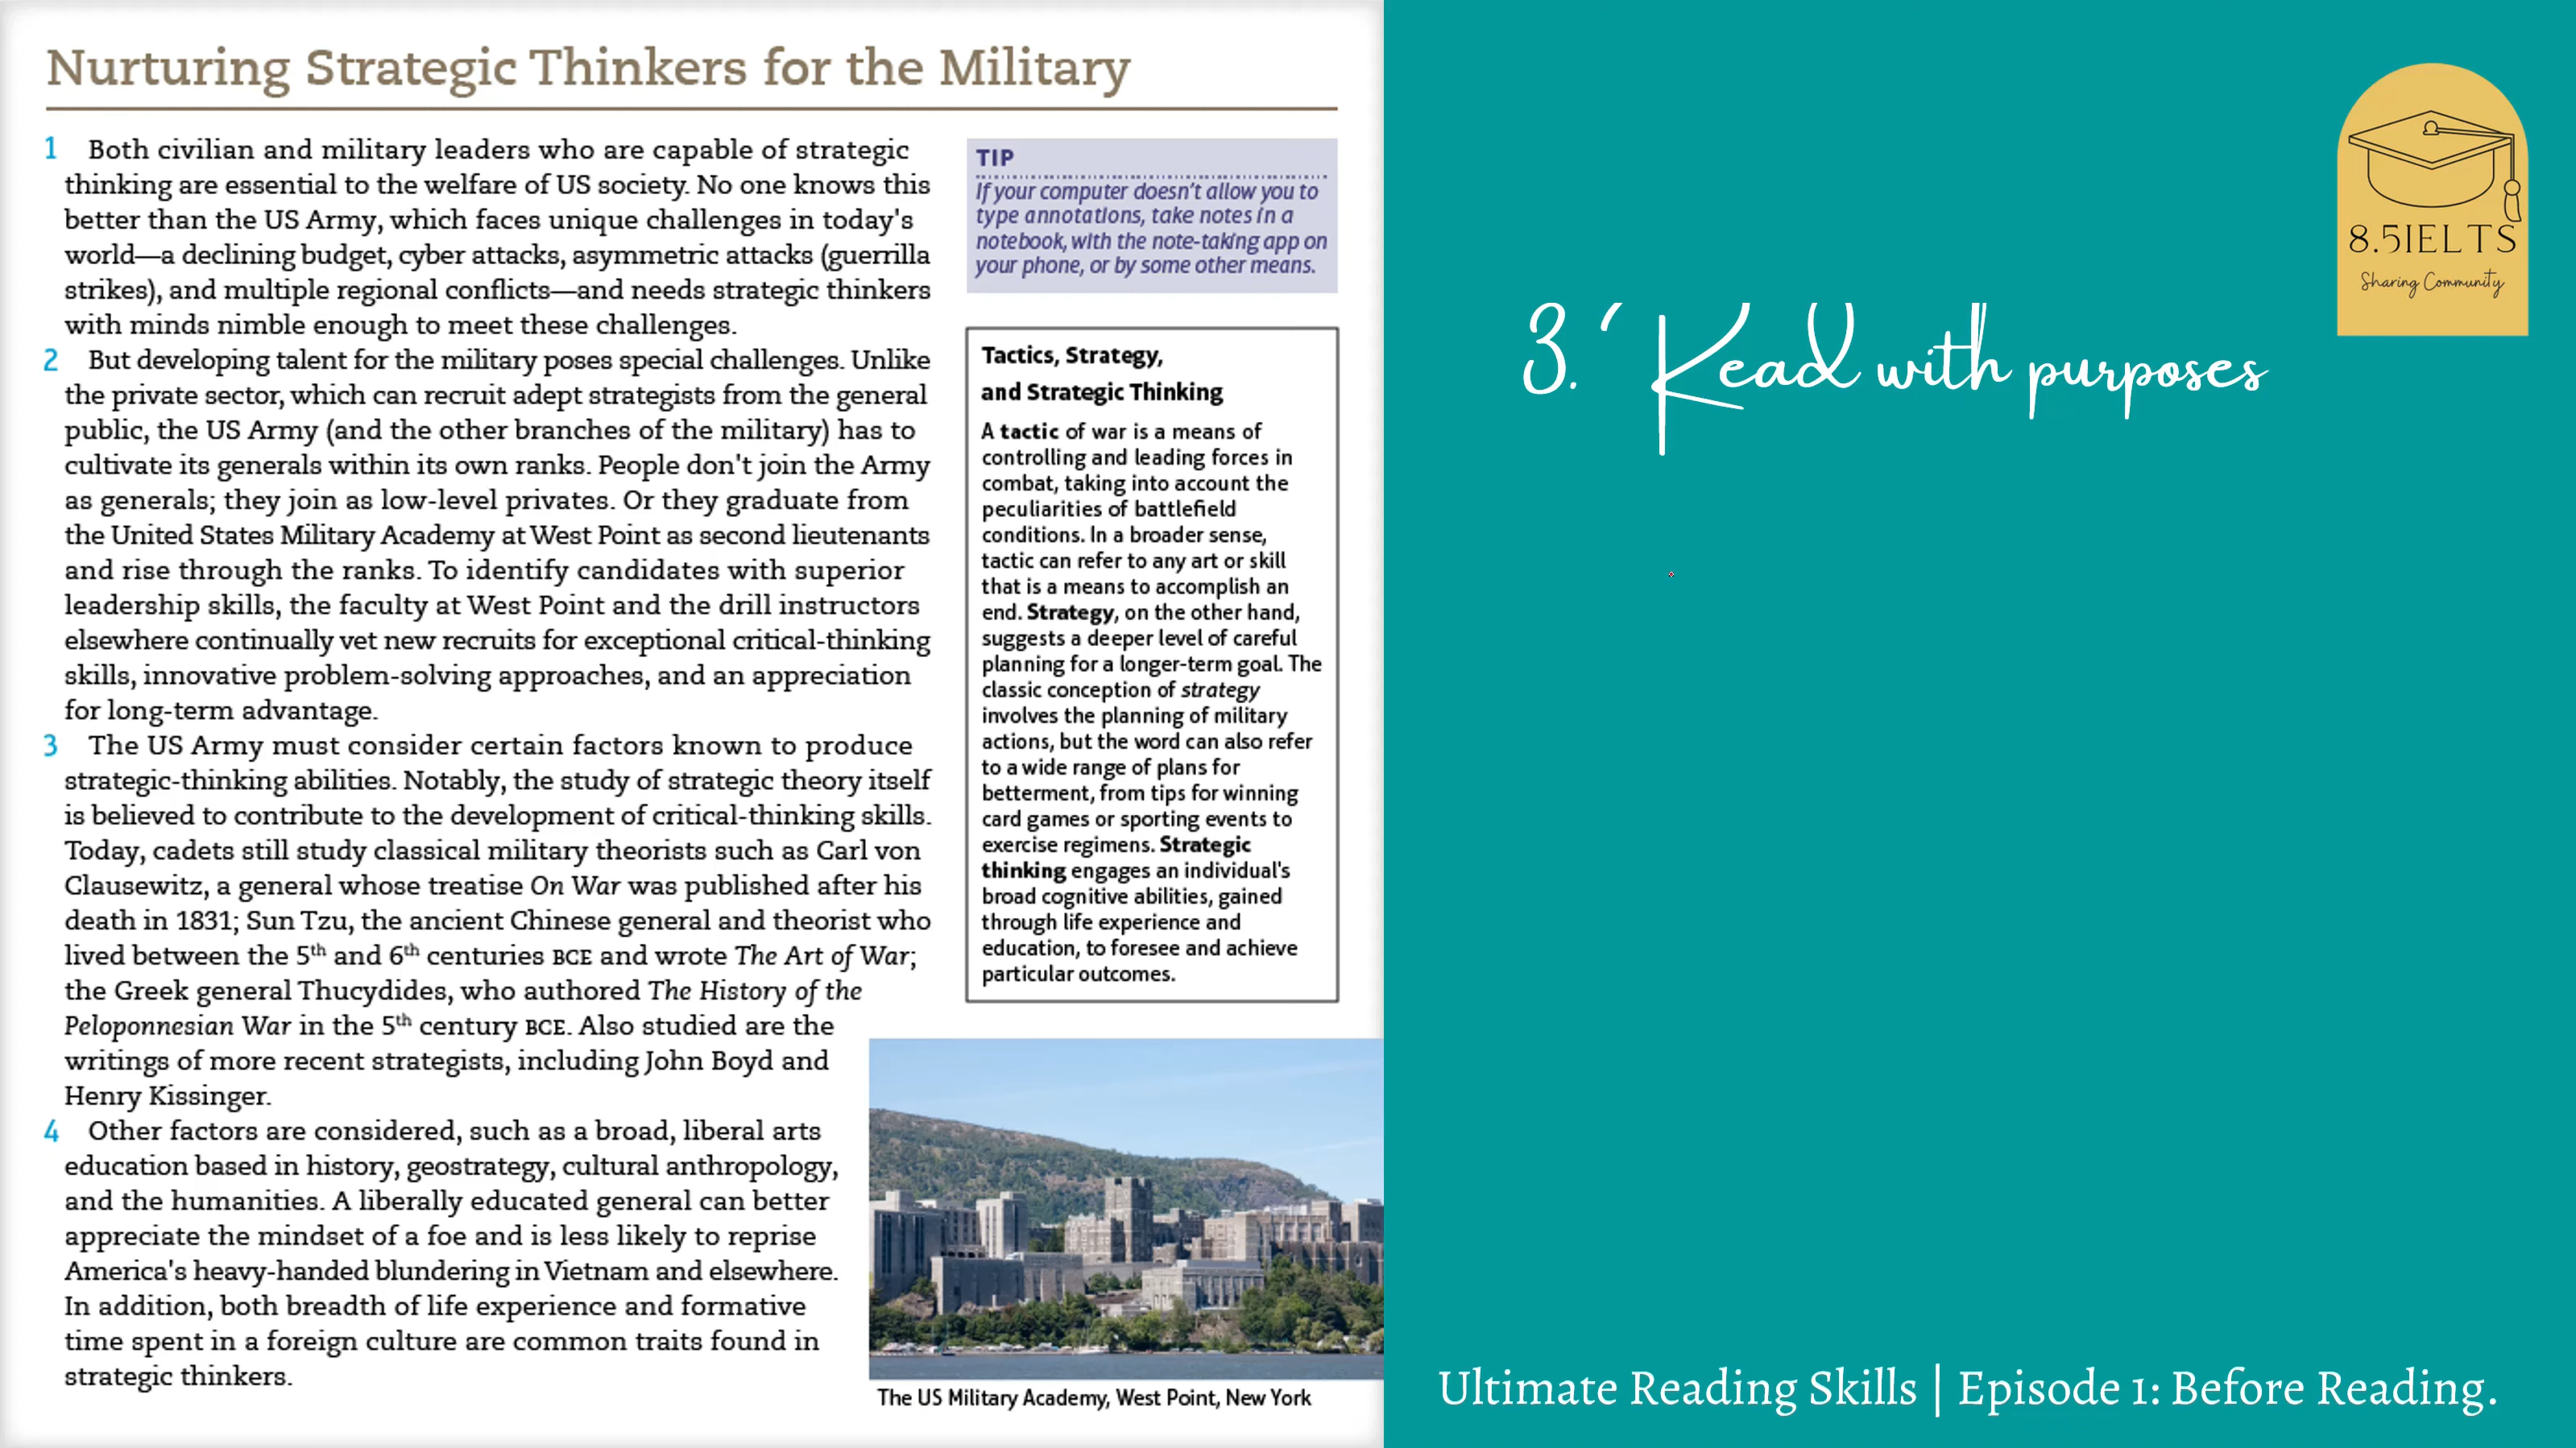 Nurturing Strategic Thinkers for the Military
1 Both civilian and military leaders who are capable of strategic
thinking are essential to the welfare of US society. No one knows this
better than the US Army, which faces unique challenges in today's
world—a declining budget, cyber attacks, asymmetric attacks (guerrilla
strikes), and multiple regional conflicts—and needs strategic thinkers
with minds nimble enough to meet these challenges.
2 But developing talent for the military poses special challenges. Unlike
the private sector, which can recruit adept strategists from the general
public, the US Army (and the other branches of the military) has to
cultivate its generals within its own ranks. People don't join the Army
as generals; they join as low-level privates. Or they graduate from
the United States Military Academy at West Point as second lieutenants
and rise through the ranks. To identify candidates with superior
leadership skills, the faculty at West Point and the drill instructors
elsewhere continually vet new recruits for exceptional critical-thinking
skills, innovative problem-solving approaches, and an appreciation
for long-term advantage.
3 The US Army must consider certain factors known to produce
strategic-thinking abilities. Notably, the study of strategic theory itself
is believed to contribute to the development of critical-thinking skills.
Today, cadets still study classical military theorists such as Carl von
Clausewitz, a general whose treatise On War was published after his
death in 1831; Sun Tzu, the ancient Chinese general and theorist who
lived between the 5th and 6th centuries BCE and wrote The Art of War;
the Greek general Thucydides, who authored The History of the
Peloponnesian War in the 5th century BCE. Also studied are the
writings of more recent strategists, including John Boyd and
Henry Kissinger.
4 Other factors are considered, such as a broad, liberal arts
education based in history, geostrategy, cultural anthropology,
and the humanities. A liberally educated general can better
appreciate the mindset of a foe and is less likely to reprise
America's heavy-handed blundering in Vietnam and elsewhere.
In addition, both breadth of life experience and formative
time spent in a foreign culture are common traits found in
strategic thinkers.
TIP
If your computer doesn't allow you to
type annotations, take notes in a
notebook, with the note-taking app on
your phone, or by some other means.
Tactics, Strategy,
and Strategic Thinking
A tactic of war is a means of
controlling and leading forces in
combat, taking into account the
peculiarities of battlefield
conditions. In a broader sense,
tactic can refer to any art or skill
that is a means to accomplish an
end. Strategy, on the other hand,
suggests a deeper level of careful
planning for a longer-term goal. The
classic conception of strategy
involves the planning of military
actions, but the word can also refer
to a wide range of plans for
betterment, from tips for winning
card games or sporting events to
exercise regimens. Strategic
thinking engages an individual's
broad cognitive abilities, gained
through life experience and
education, to foresee and achieve
particular outcomes.
The US Military Academy, West Point, New York
8.5IELTS
Sharing Community
3. Read with purposes
Ultimate Reading Skills | Episode 1: Before Reading.